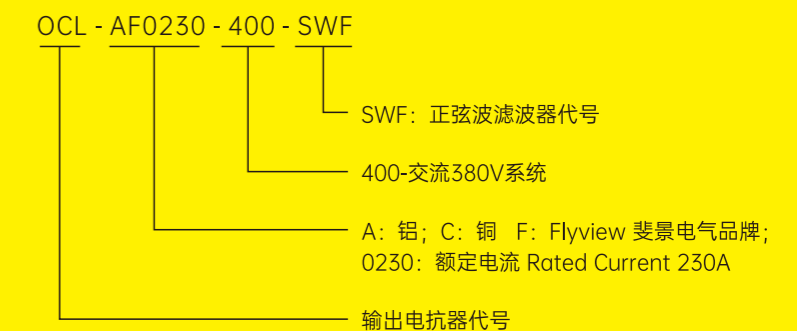 OCL - AF0230 - 400 - SWF
SWF：正弦波滤波器代号
400-交流380V系统
A：铝；C：铜 F：Flyview 斐景电气品牌；
0230：额定电流 Rated Current 230A
输出电抗器代号